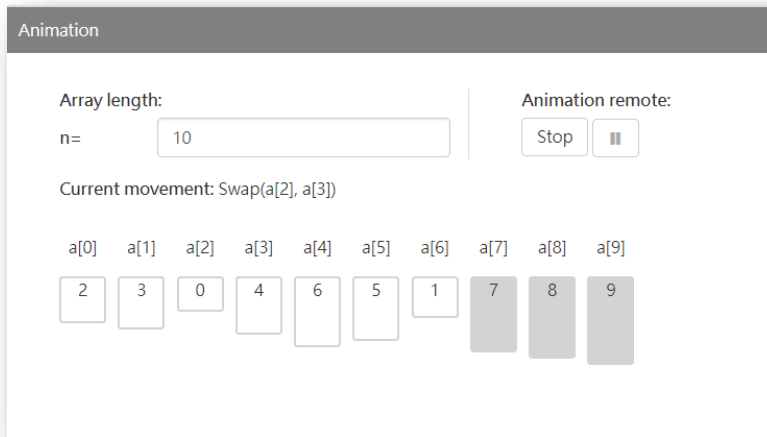 Animation
Array length: Animation remote:
n= 10 Stop
Current movement: Swap(a[2], a[3])
a[0] a[1] a[2] a[3] a[4] a[5] a[6] a[7] a[8] a[9]
2 3 0 4 6 5 1 7 8 9